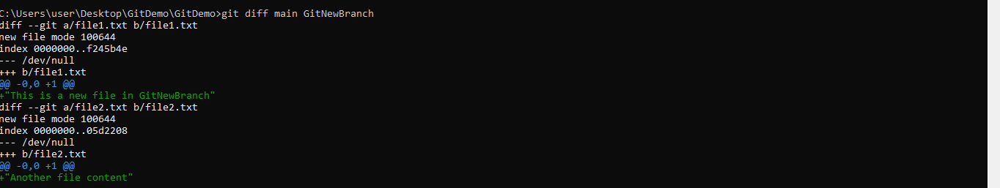 C:\Users\user\Desktop\GitDemo\GitDemo>git diff main GitNewBranch
diff --git a/file1.txt b/file1.txt
new file mode 100644
index 0000000..f245b4e
--- /dev/null
+++ b/file1.txt
@@ -0,0 +1 @@
+"This is a new file in GitNewBranch"
diff --git a/file2.txt b/file2.txt
new file mode 100644
index 0000000..05d2208
--- /dev/null
+++ b/file2.txt
@@ -0,0 +1 @@
+"Another file content"